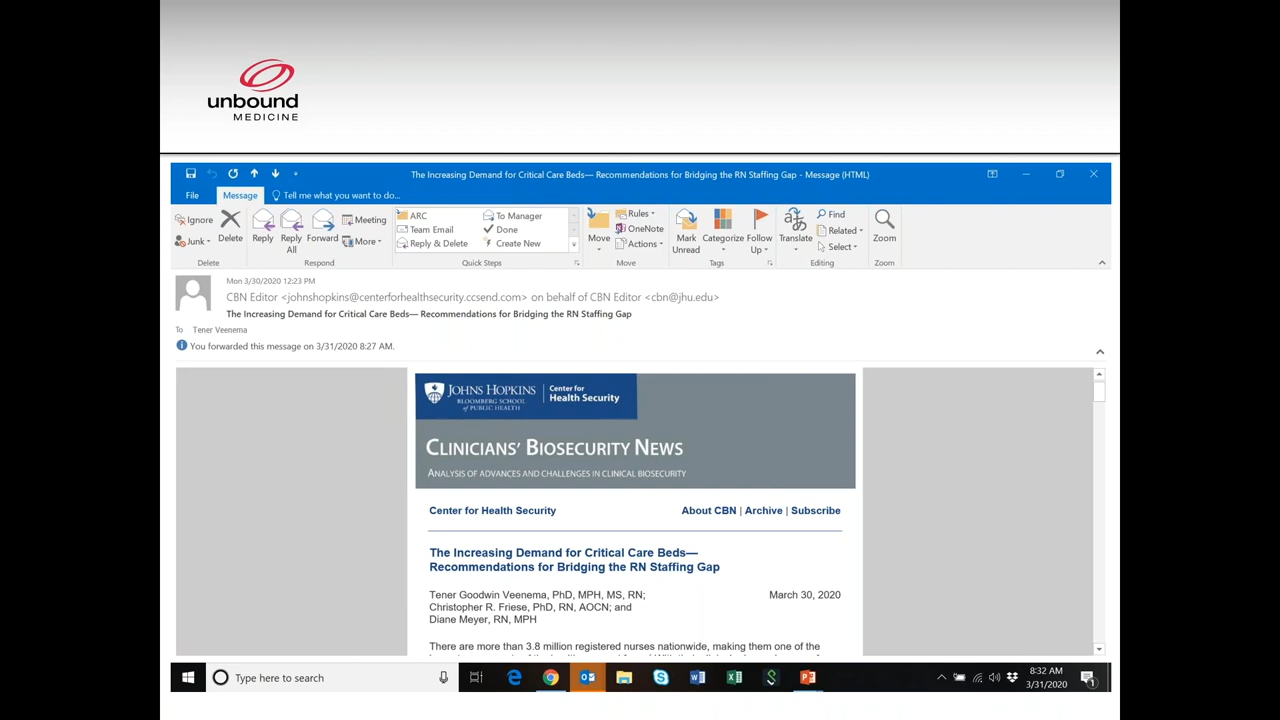 unbound
MEDICINE
The Increasing Demand for Critical Care Beds— Recommendations for Bridging the RN Staffing Gap - Message (HTML)
File Message Tell me what you want to do...
Ignore
Junk
Delete
Reply
Reply All
Forward
Meeting
More
ARC
Team Email
Reply & Delete
To Manager
Done
Create New
Move
Rules
OneNote
Actions
Mark Unread
Categorize
Follow Up
Translate
Find
Related
Select
Zoom
Delete Respond Quick Steps Move Tags Editing Zoom
Mon 3/30/2020 12:23 PM
CBN Editor <johnshopkins@centerforhealthsecurity.ccsend.com> on behalf of CBN Editor <cbn@jhu.edu>
The Increasing Demand for Critical Care Beds— Recommendations for Bridging the RN Staffing Gap
To Tener Veenema
You forwarded this message on 3/31/2020 8:27 AM.
JOHNS HOPKINS
BLOOMBERG SCHOOL
of PUBLIC HEALTH
Center for
Health Security
CLINICIANS' BIOSECURITY NEWS
ANALYSIS OF ADVANCES AND CHALLENGES IN CLINICAL BIOSECURITY
Center for Health Security About CBN | Archive | Subscribe
The Increasing Demand for Critical Care Beds—
Recommendations for Bridging the RN Staffing Gap
Tener Goodwin Veenema, PhD, MPH, MS, RN; March 30, 2020
Christopher R. Friese, PhD, RN, AOCN; and
Diane Meyer, RN, MPH
There are more than 3.8 million registered nurses nationwide, making them one of the
Type here to search
8:32 AM
3/31/2020
1